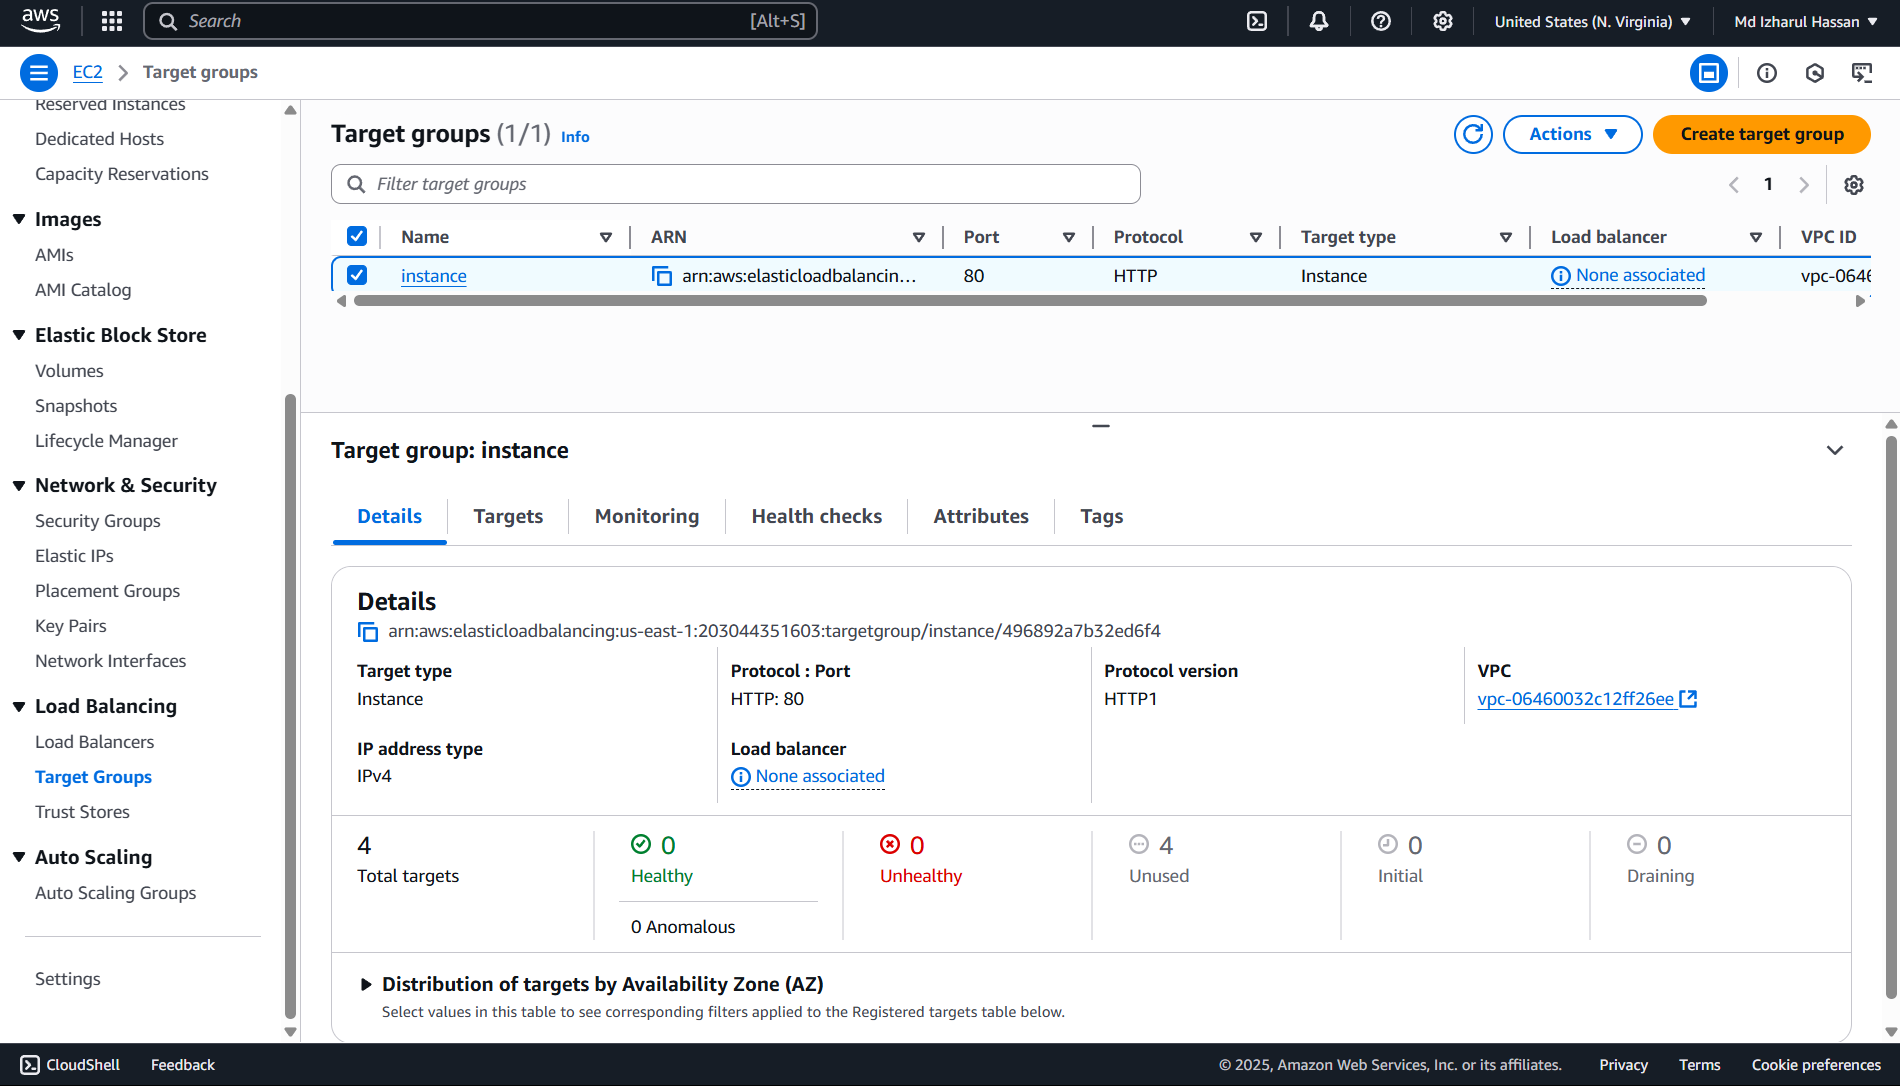 aws
Search [Alt+S]
United States (N. Virginia)
Md Izharul Hassan
EC2
Target groups
Reserved Instances
Dedicated Hosts
Capacity Reservations
Images
AMIs
AMI Catalog
Elastic Block Store
Volumes
Snapshots
Lifecycle Manager
Network & Security
Security Groups
Elastic IPs
Placement Groups
Key Pairs
Network Interfaces
Load Balancing
Load Balancers
Target Groups
Trust Stores
Auto Scaling
Auto Scaling Groups
Settings
Target groups (1/1) Info
Actions
Create target group
Filter target groups
1
Name ARN Port Protocol Target type Load balancer VPC ID
instance arn:aws:elasticloadbalancin... 80 HTTP Instance None associated vpc-0646
Target group: instance
Details Targets Monitoring Health checks Attributes Tags
Details
arn:aws:elasticloadbalancing:us-east-1:203044351603:targetgroup/instance/496892a7b32ed6f4
Target type
Instance
Protocol : Port
HTTP: 80
Protocol version
HTTP1
VPC
vpc-06460032c12ff26ee
IP address type
IPv4
Load balancer
None associated
4
Total targets
0
Healthy
0 Anomalous
0
Unhealthy
4
Unused
0
Initial
0
Draining
Distribution of targets by Availability Zone (AZ)
Select values in this table to see corresponding filters applied to the Registered targets table below.
CloudShell
Feedback
© 2025, Amazon Web Services, Inc. or its affiliates.
Privacy
Terms
Cookie preferences